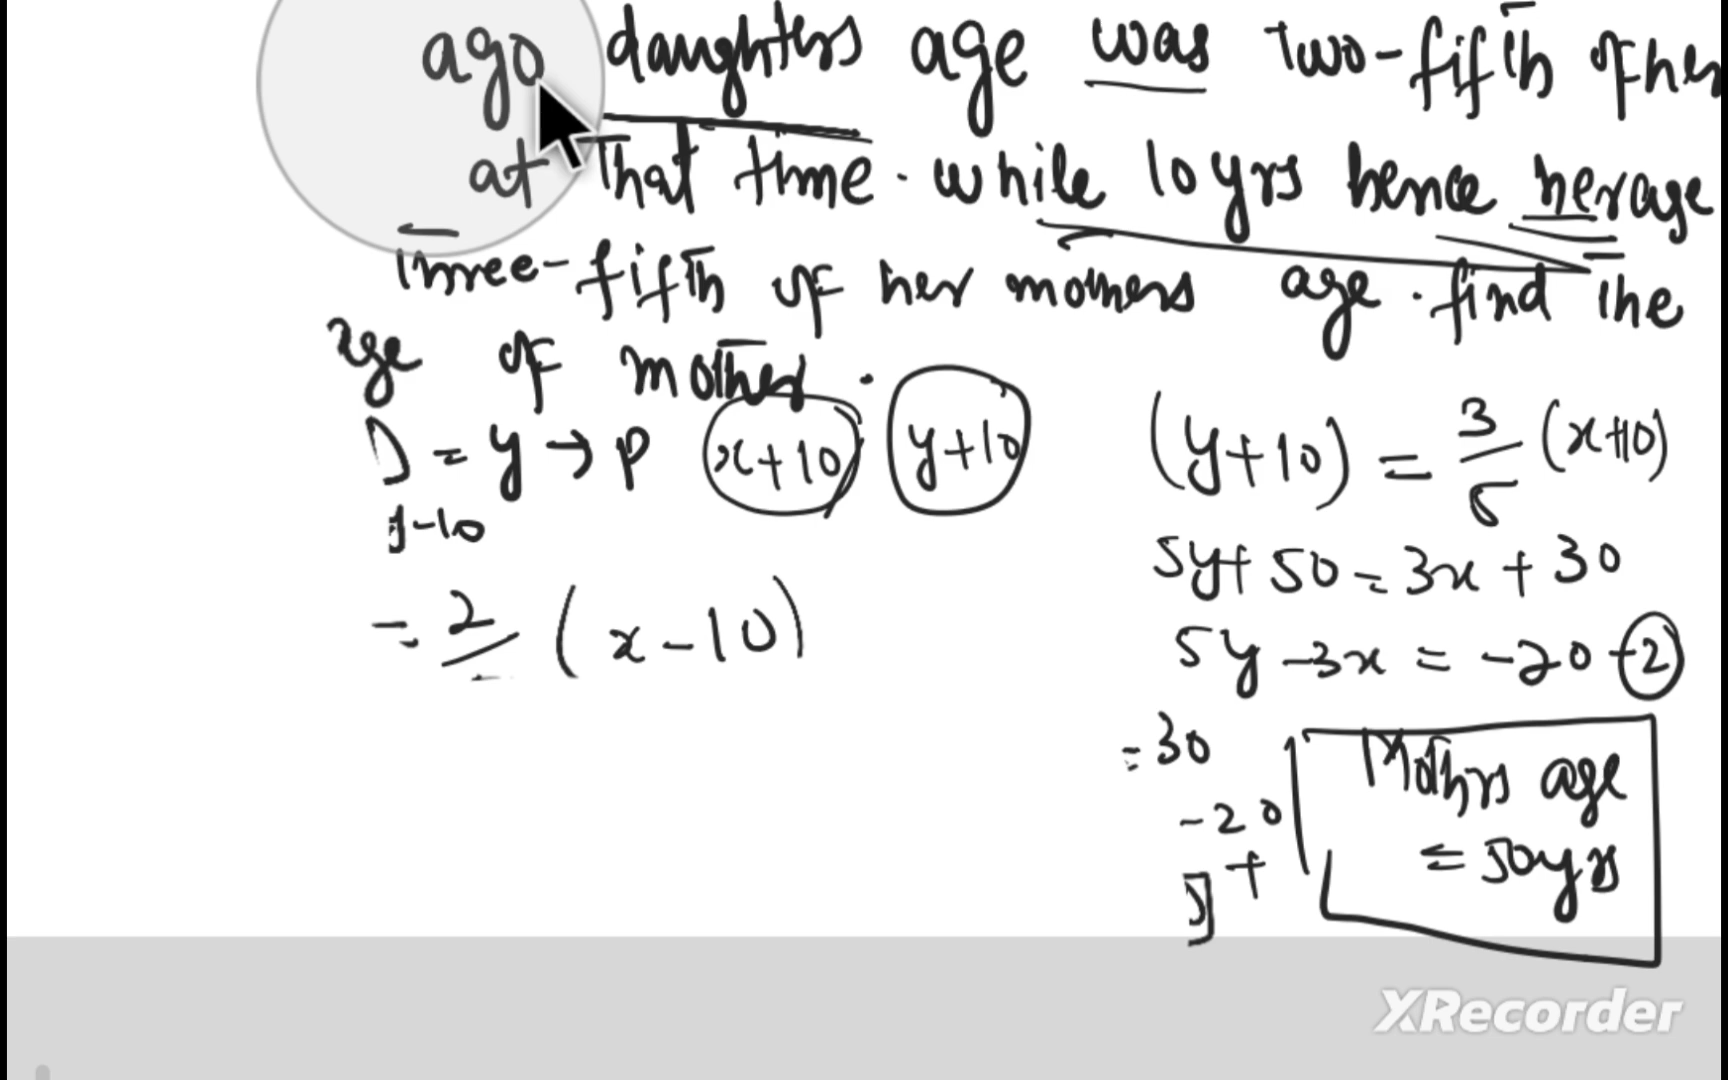 ago daughters age was two-fifth of her
at that time. while 10 yrs hence her age
three-fifth of her mothers age. find the
age of mother.
D = y → P x+10 y+10
(y+10) = 3/5 (x+10)
y-10
5y+50 = 3x + 30
= 2 (x-10)
5y -3x = -20 -2
=30
-20
y +
Mothrs age
= 50yrs
XRecorder